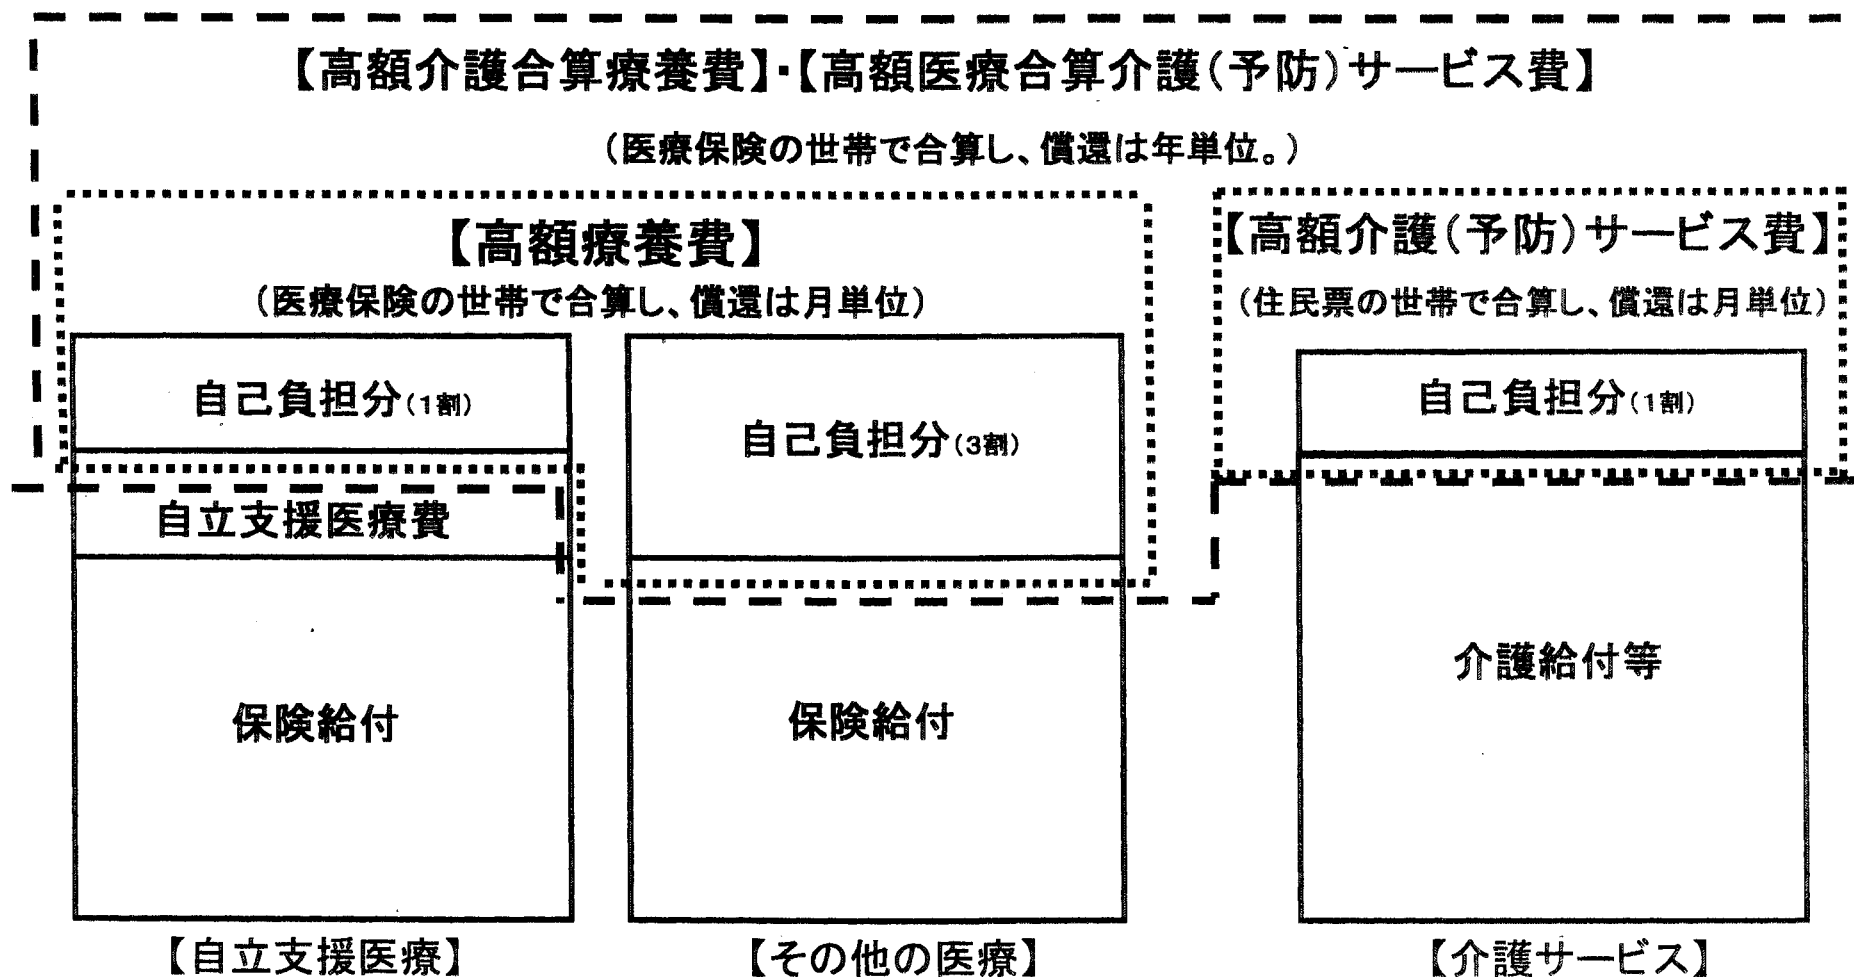 【高額介護合算療養費】・【高額医療合算介護(予防)サービス費】
(医療保険の世帯で合算し、償還は年単位。)
【高額療養費】
(医療保険の世帯で合算し、償還は月単位)
【高額介護(予防)サービス費】
(住民票の世帯で合算し、償還は月単位)
自己負担分(1割)
自己負担分(3割)
自己負担分(1割)
自立支援医療費
保険給付
保険給付
介護給付等
【自立支援医療】
【その他の医療】
【介護サービス】